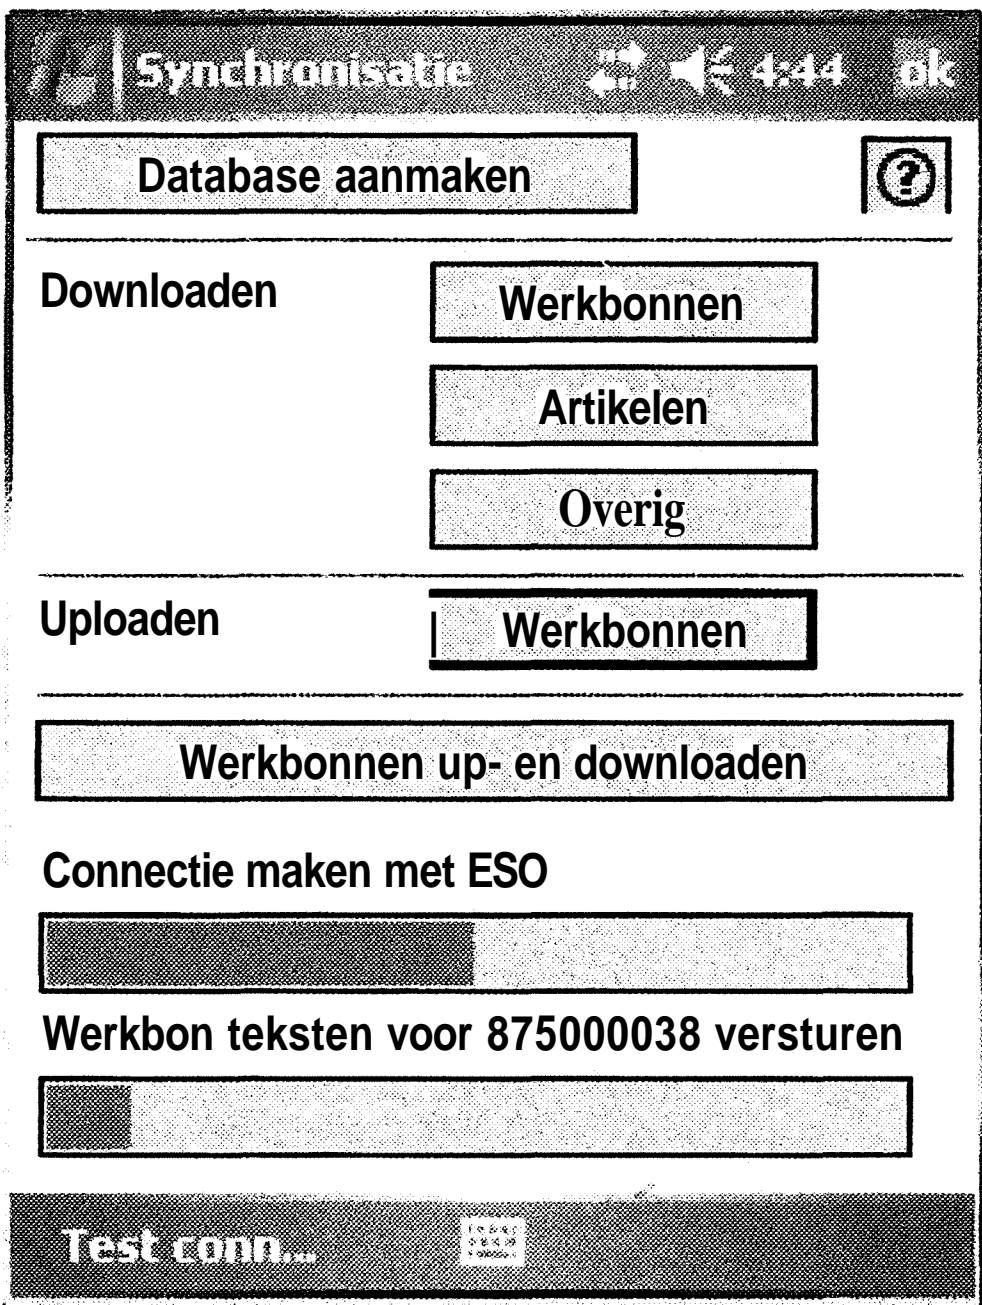 Synchronisatie 4:44 ok
Database aanmaken ?
Downloaden Werkbonnen
Artikelen
Overig
Uploaden Werkbonnen
Werkbonnen up- en downloaden
Connectie maken met ESO
Werkbon teksten voor 875000038 versturen
Test conn...